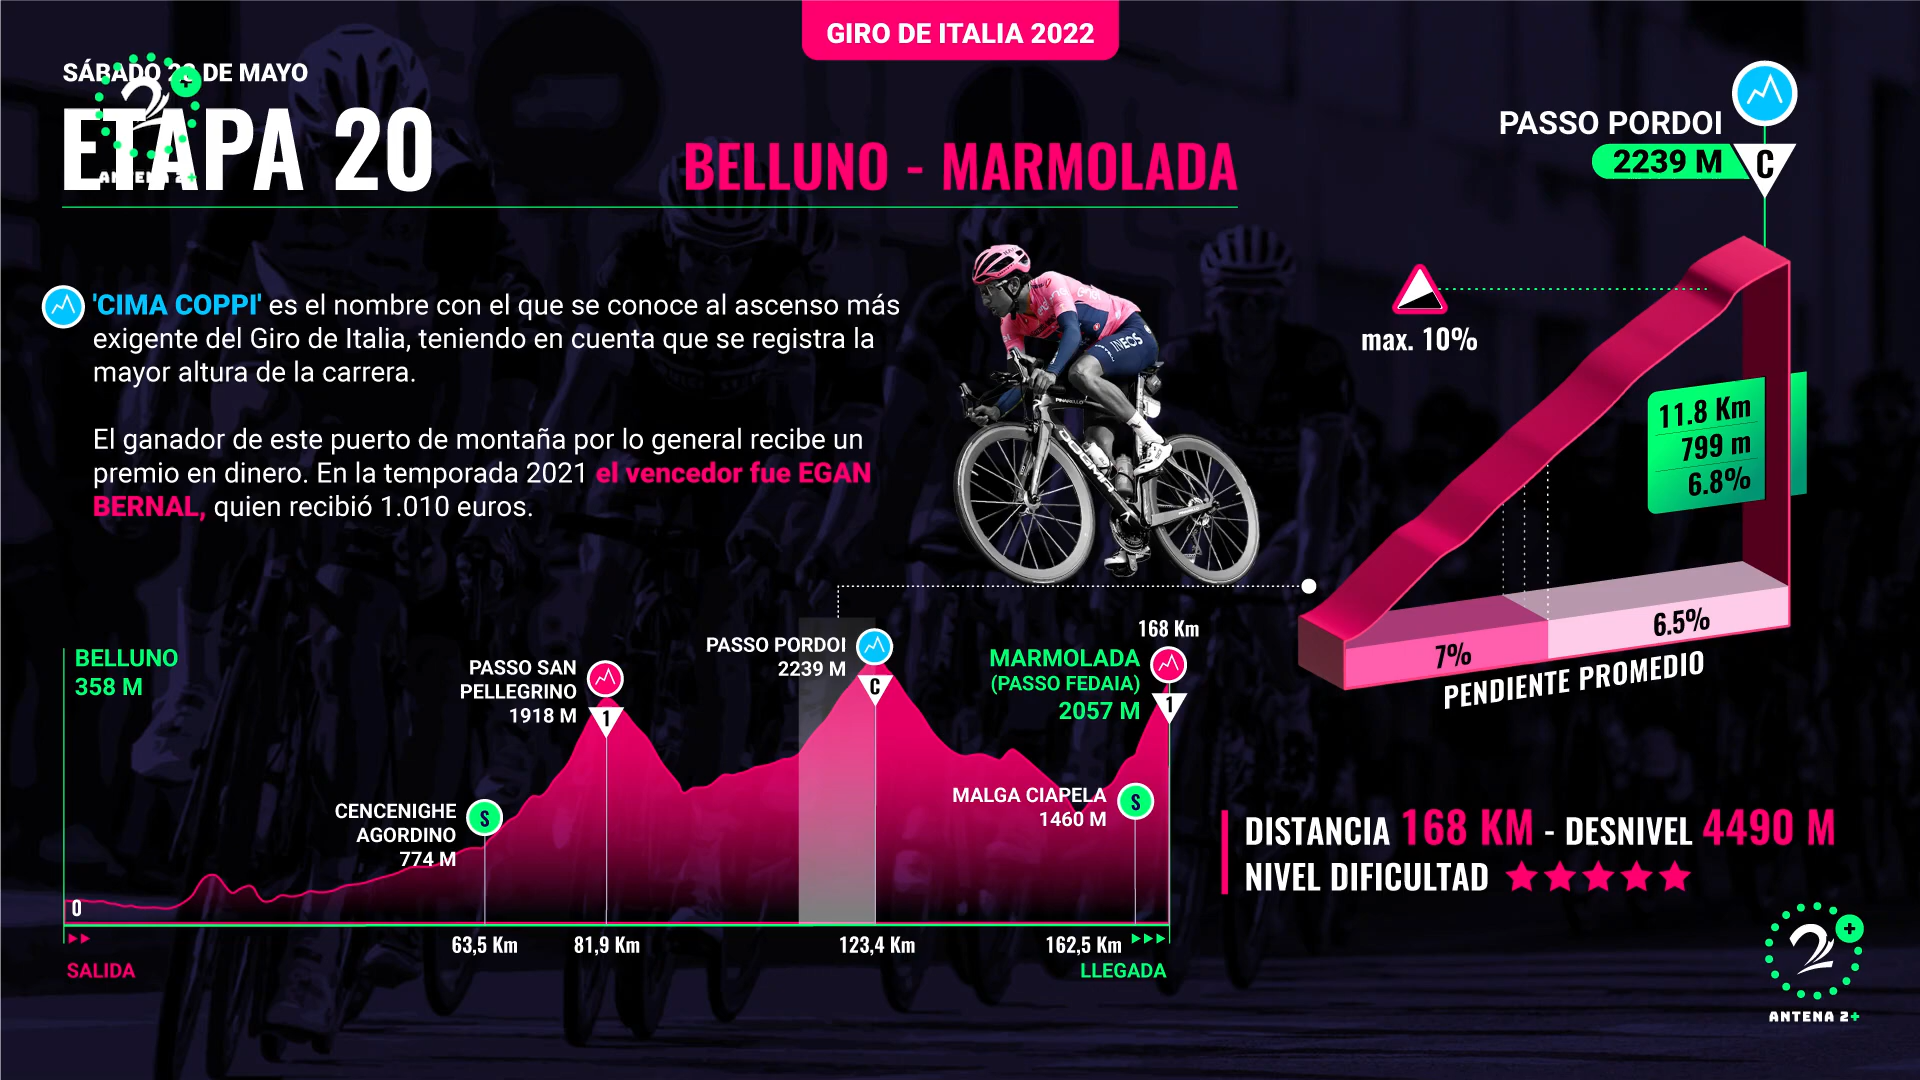 GIRO DE ITALIA 2022
SÁBADO DE MAYO
ETAPA 20
ANTENA 2+
BELLUNO - MARMOLADA
PASSO PORDOI
2239 M
C
'CIMA COPPI' es el nombre con el que se conoce al ascenso más
exigente del Giro de Italia, teniendo en cuenta que se registra la
mayor altura de la carrera.
El ganador de este puerto de montaña por lo general recibe un
premio en dinero. En la temporada 2021 el vencedor fue EGAN
BERNAL, quien recibió 1.010 euros.
INEOS
max. 10%
11.8 Km
799 m
6.8%
7%
6.5%
PENDIENTE PROMEDIO
BELLUNO
358 M
CENCENIGHE
AGORDINO
774 M
S
PASSO SAN
PELLEGRINO
1918 M
1
PASSO PORDOI
2239 M
C
168 Km
MARMOLADA
(PASSO FEDAIA)
2057 M
1
MALGA CIAPELA
1460 M
S
0
63,5 Km
81,9 Km
123,4 Km
162,5 Km
SALIDA
LLEGADA
DISTANCIA 168 KM - DESNIVEL 4490 M
NIVEL DIFICULTAD
2+
ANTENA 2+